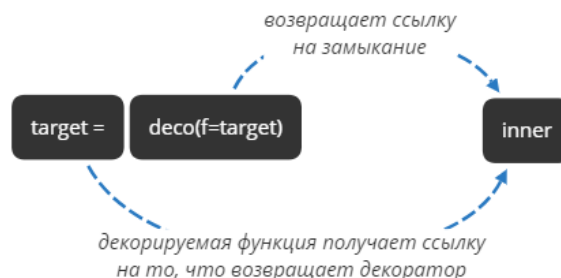 возвращает ссылку
на замыкание
target = deco(f=target) inner
декорируемая функция получает ссылку
на то, что возвращает декоратор